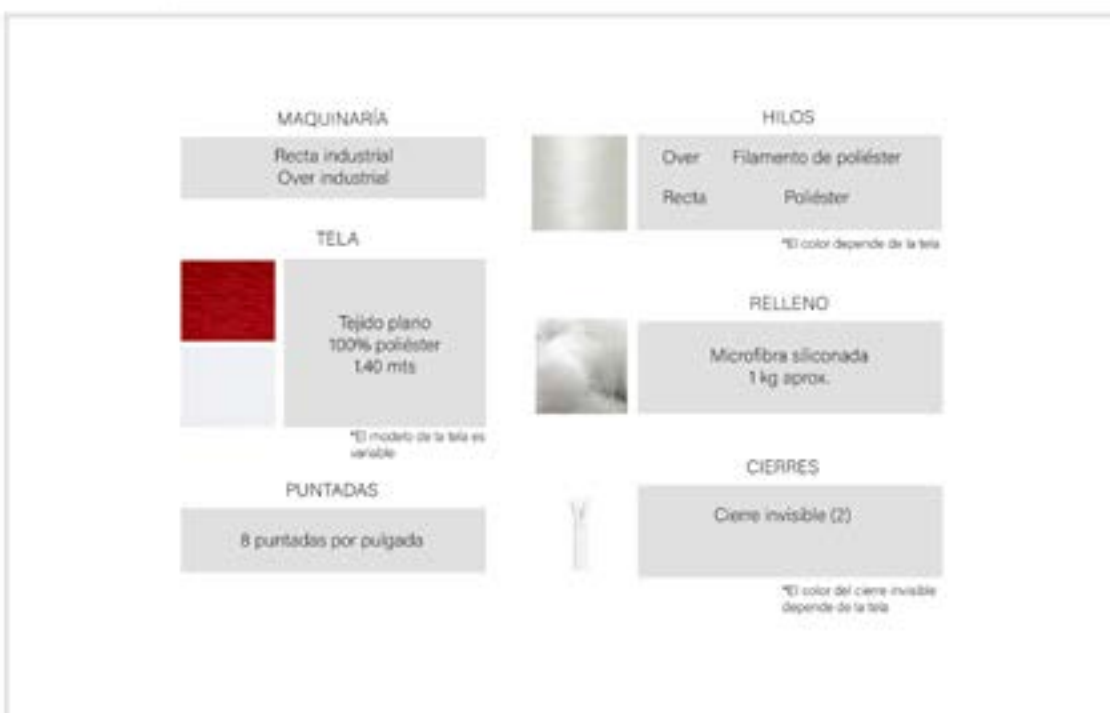 MAQUINARÍA
Recta industrial
Over industrial
TELA
Tejido plano
100% poliéster
1.40 mts
*El modelo de la tela es
variable
PUNTADAS
8 puntadas por pulgada
HILOS
Over Filamento de poliéster
Recta Poliéster
*El color depende de la tela
RELLENO
Microfibra siliconada
1 kg aprox.
CIERRES
Cierre invisible (2)
*El color del cierre invisible
depende de la tela